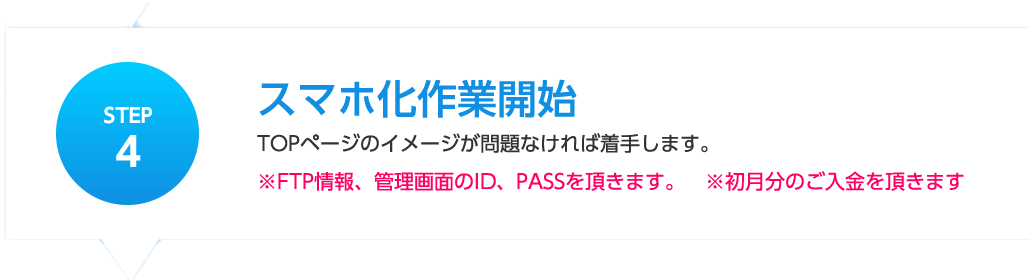 STEP
4
スマホ化作業開始
TOPページのイメージが問題なければ着手します。
※FTP情報、管理画面のID、PASSを頂きます。　※初月分のご入金を頂きます